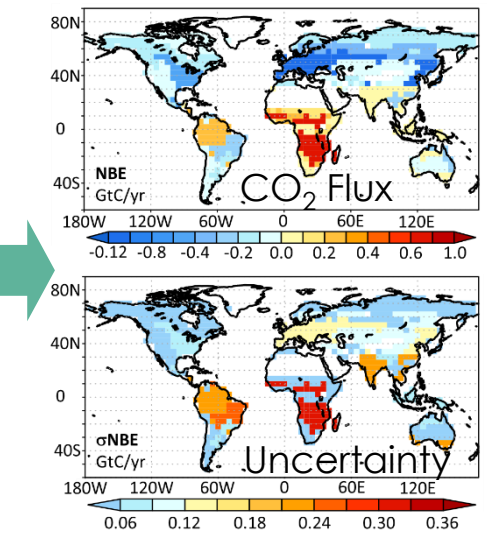 80N
40N
0
40S
NBE
GtC/yr
CO₂ Flux
180W 120W 60W 0 60E 120E
-0.12 -0.8 -0.4 -0.2 0.0 0.2 0.4 0.6 1.0
80N
40N
0
40S
σNBE
GtC/yr
Uncertainty
180W 120W 60W 0 60E 120E
0.06 0.12 0.18 0.24 0.30 0.36